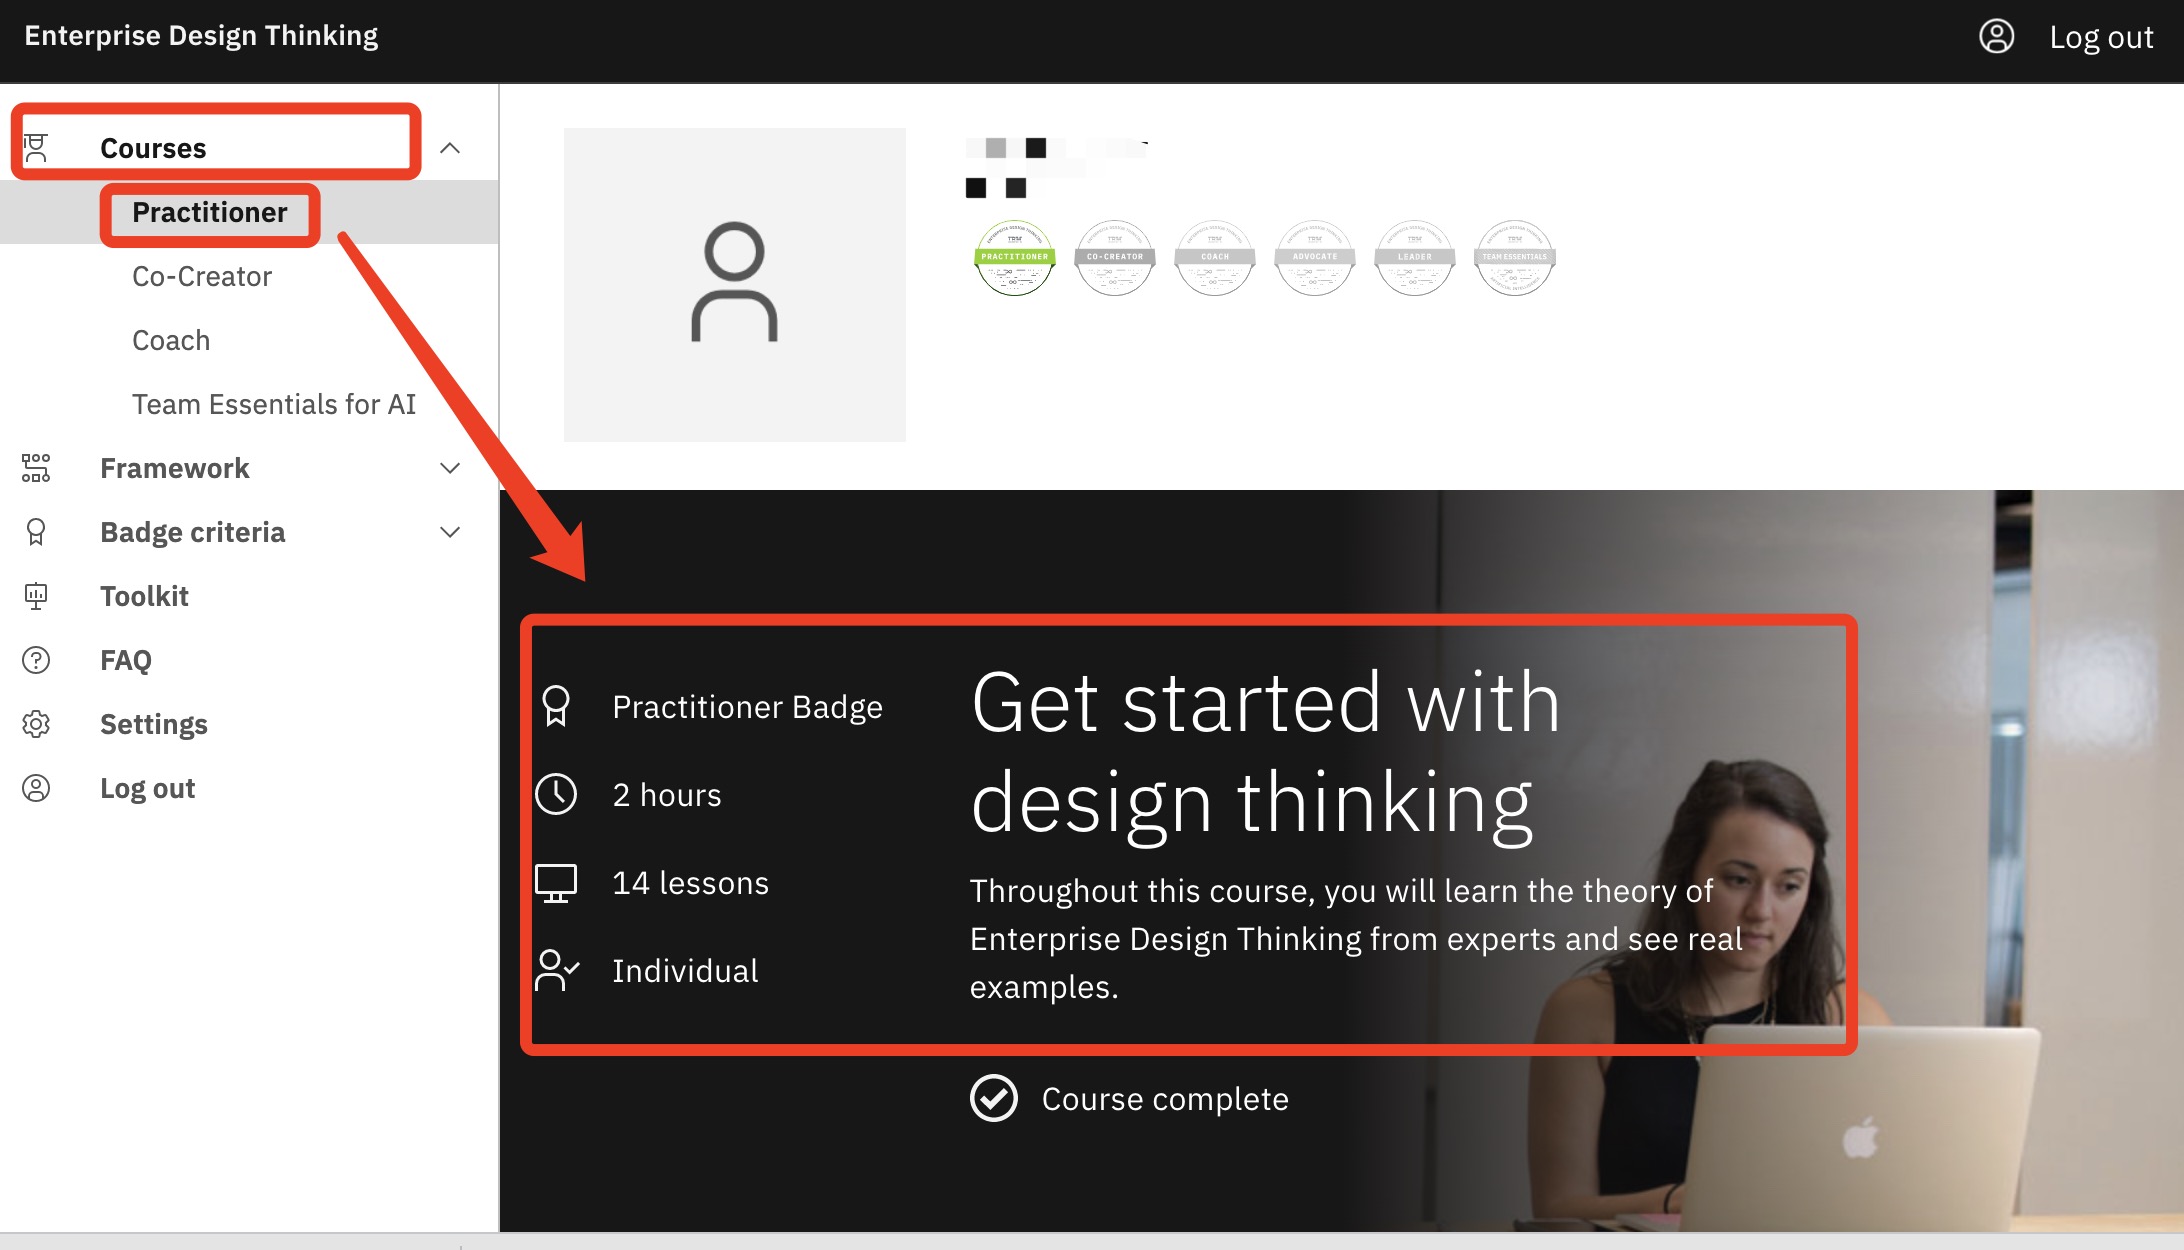 Enterprise Design Thinking
Log out
Courses
Practitioner
Co-Creator
Coach
Team Essentials for AI
Framework
Badge criteria
Toolkit
FAQ
Settings
Log out
PRACTITIONER
CO-CREATOR
COACH
ADVOCATE
LEADER
TEAM ESSENTIALS
Practitioner Badge
2 hours
14 lessons
Individual
Get started with
design thinking
Throughout this course, you will learn the theory of
Enterprise Design Thinking from experts and see real
examples.
Course complete